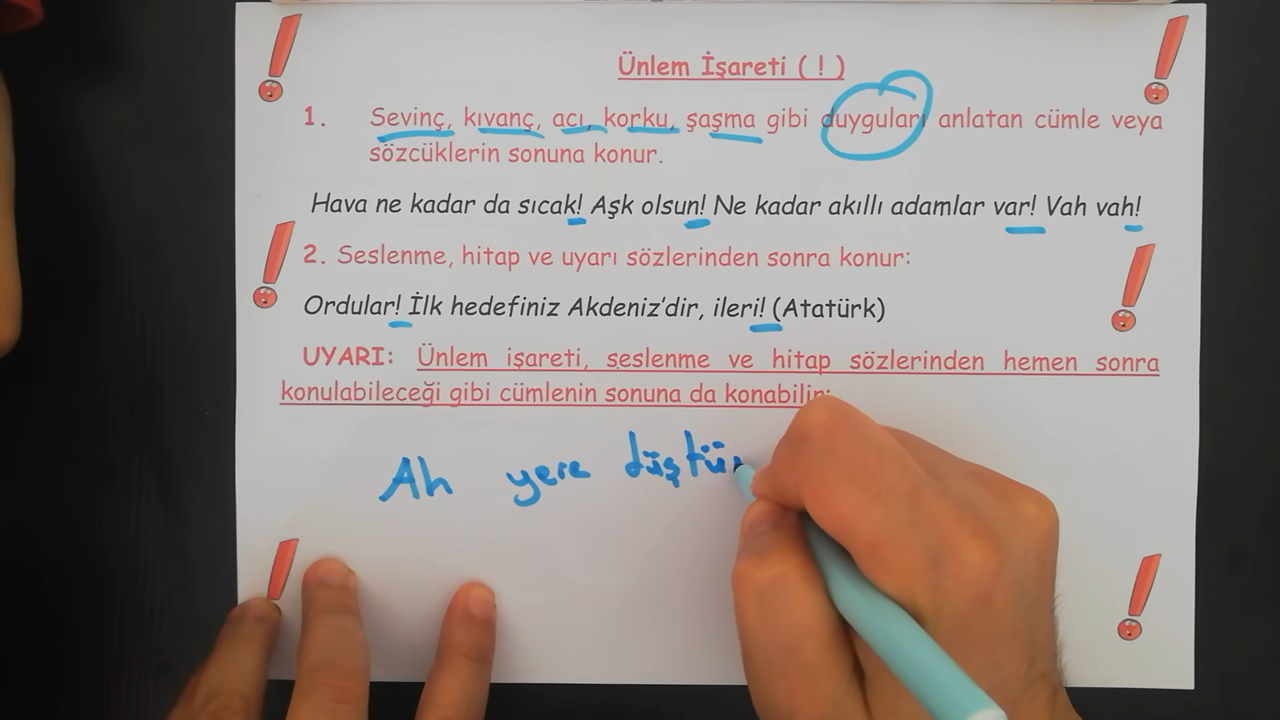 Ünlem İşareti ( ! )
1. Sevinç, kıvanç, acı, korku, şaşma gibi duyguları anlatan cümle veya
sözcüklerin sonuna konur.
Hava ne kadar da sıcak! Aşk olsun! Ne kadar akıllı adamlar var! Vah vah!
2. Seslenme, hitap ve uyarı sözlerinden sonra konur:
Ordular! İlk hedefiniz Akdeniz’dir, ileri! (Atatürk)
UYARI: Ünlem işareti, seslenme ve hitap sözlerinden hemen sonra
konulabileceği gibi cümlenin sonuna da konabilir:
Ah yere düştü